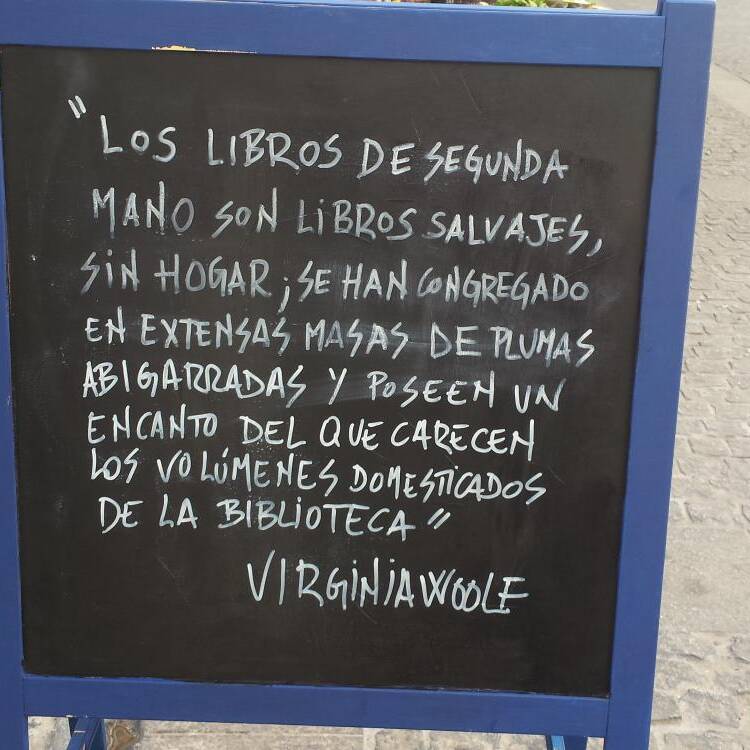 "LOS LIBROS DE SEGUNDA
MANO SON LIBROS SALVAJES,
SIN HOGAR; SE HAN CONGREGADO
EN EXTENSAS MASAS DE PLUMAS
ABIGARRADAS Y POSEEN UN
ENCANTO DEL QUE CARECEN
LOS VOLÚMENES DOMESTICADOS
DE LA BIBLIOTECA"
VIRGINIA WOOLF